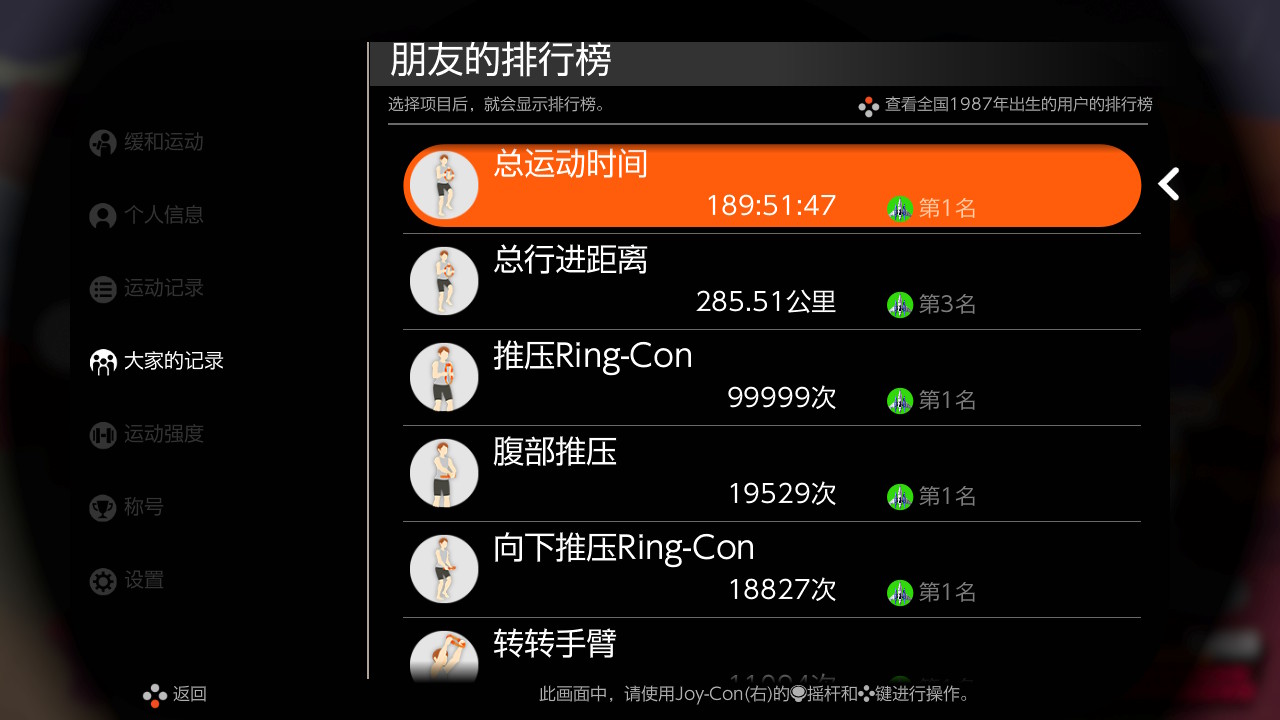 朋友的排行榜
选择项目后，就会显示排行榜。
查看全国1987年出生的用户的排行榜
缓和运动
个人信息
运动记录
大家的记录
运动强度
称号
设置
总运动时间
189:51:47 第1名
总行进距离
285.51公里 第3名
推压Ring-Con
99999次 第1名
腹部推压
19529次 第1名
向下推压Ring-Con
18827次 第1名
转转手臂
返回
此画面中，请使用Joy-Con(右)的摇杆和键进行操作。